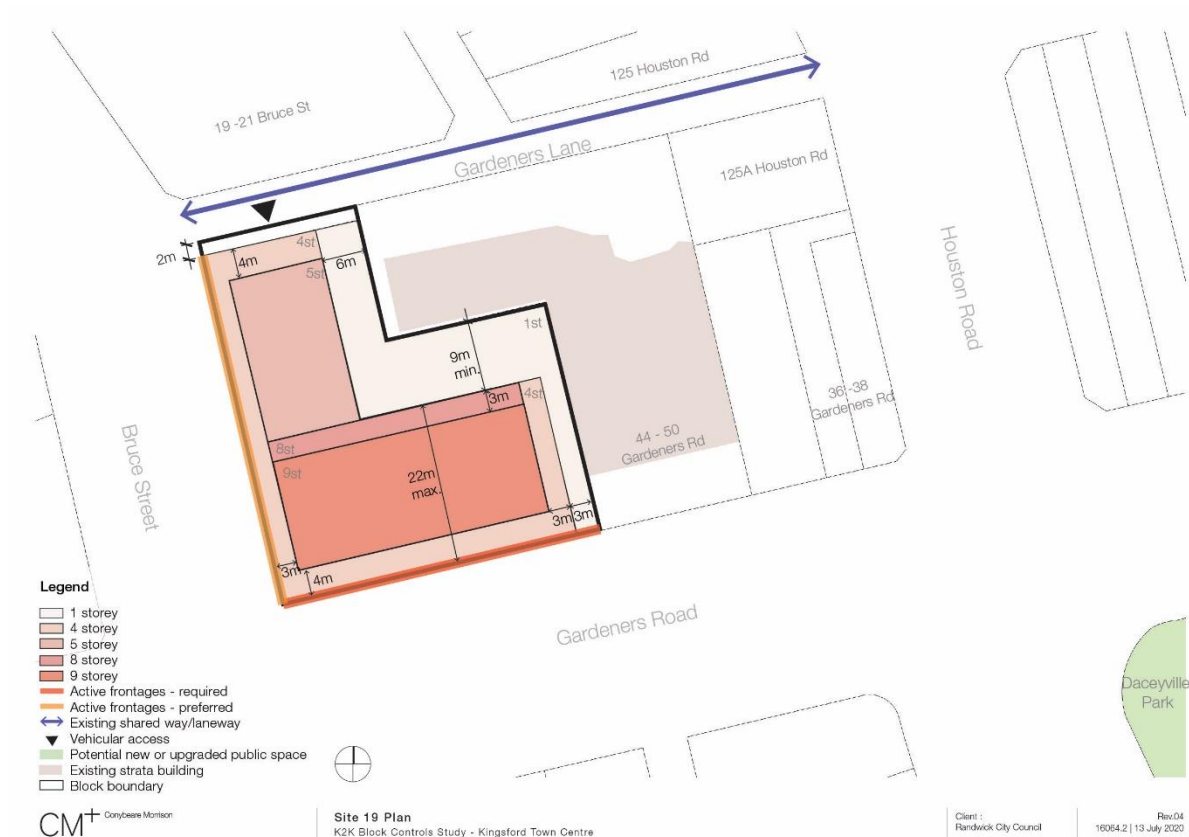 125 Houston Rd
19 -21 Bruce St
Gardeners Lane
125A Houston Rd
2m
4m
4st
5st
6m
1st
9m
min.
3m
4st
Houston Road
36 -38
Gardeners Rd
44 - 50
Gardeners Rd
Bruce Street
8st
9st
22m
max.
3m
3m
3m
4m
Gardeners Road
Daceyville
Park
Legend
1 storey
4 storey
5 storey
8 storey
9 storey
Active frontages - required
Active frontages - preferred
Existing shared way/laneway
Vehicular access
Potential new or upgraded public space
Existing strata building
Block boundary
CM+ Conybeare Morrison
Site 19 Plan
K2K Block Controls Study - Kingsford Town Centre
Client :
Randwick City Council
Rev.04
16064.2 | 13 July 2020